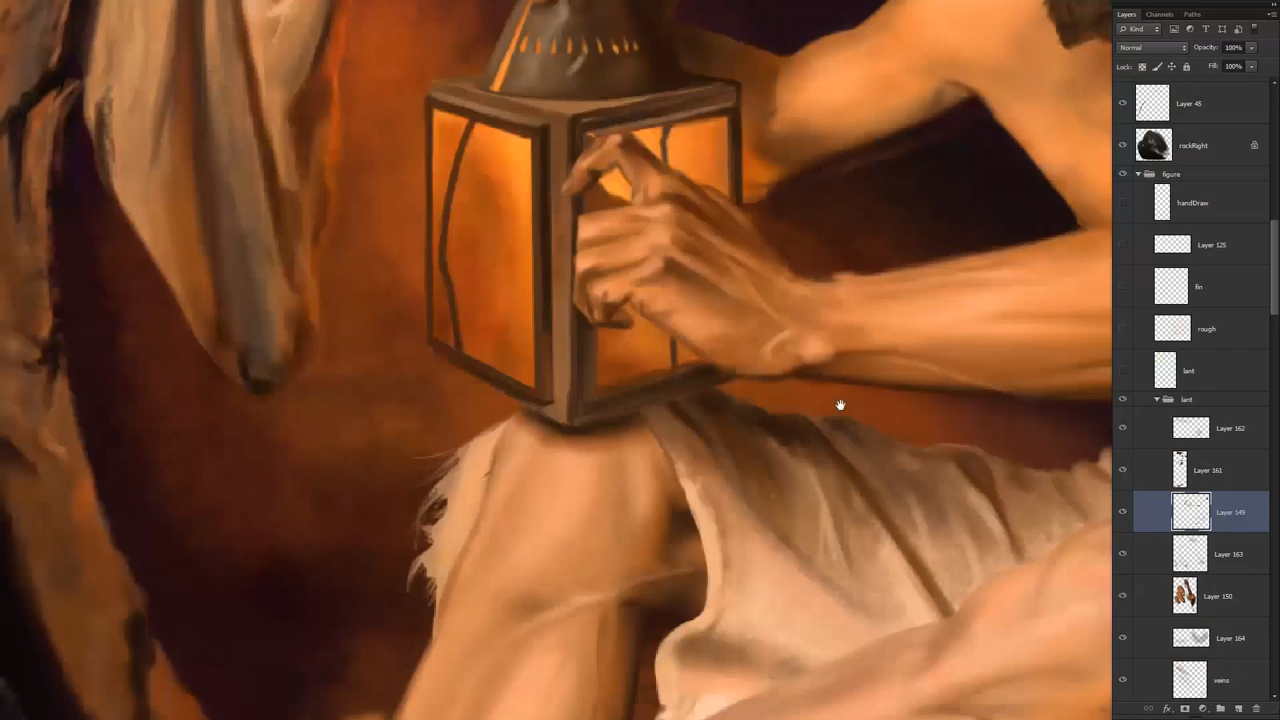 Layers Channels Paths
Kind
Normal Opacity: 100%
Lock: Fill: 100%
Layer 45
rockRight
figure
handDraw
Layer 125
fin
rough
lant
lant
Layer 162
Layer 161
Layer 149
Layer 163
Layer 150
Layer 164
veins
fx